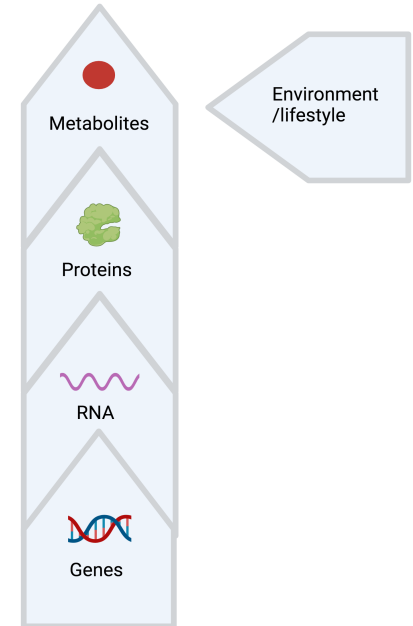 Metabolites
Environment
/lifestyle
Proteins
RNA
Genes